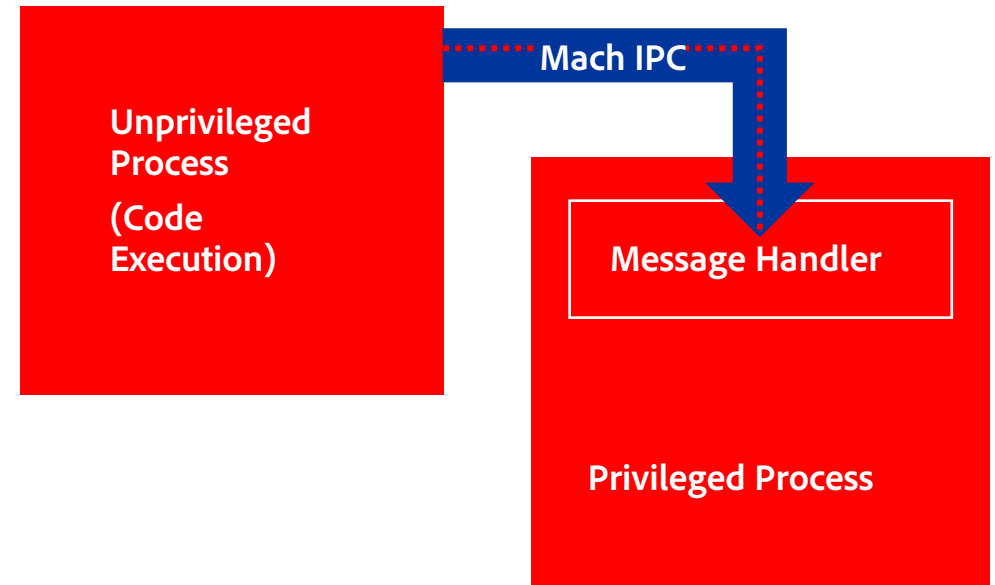 Mach IPC
Unprivileged
Process
(Code
Execution)
Message Handler
Privileged Process